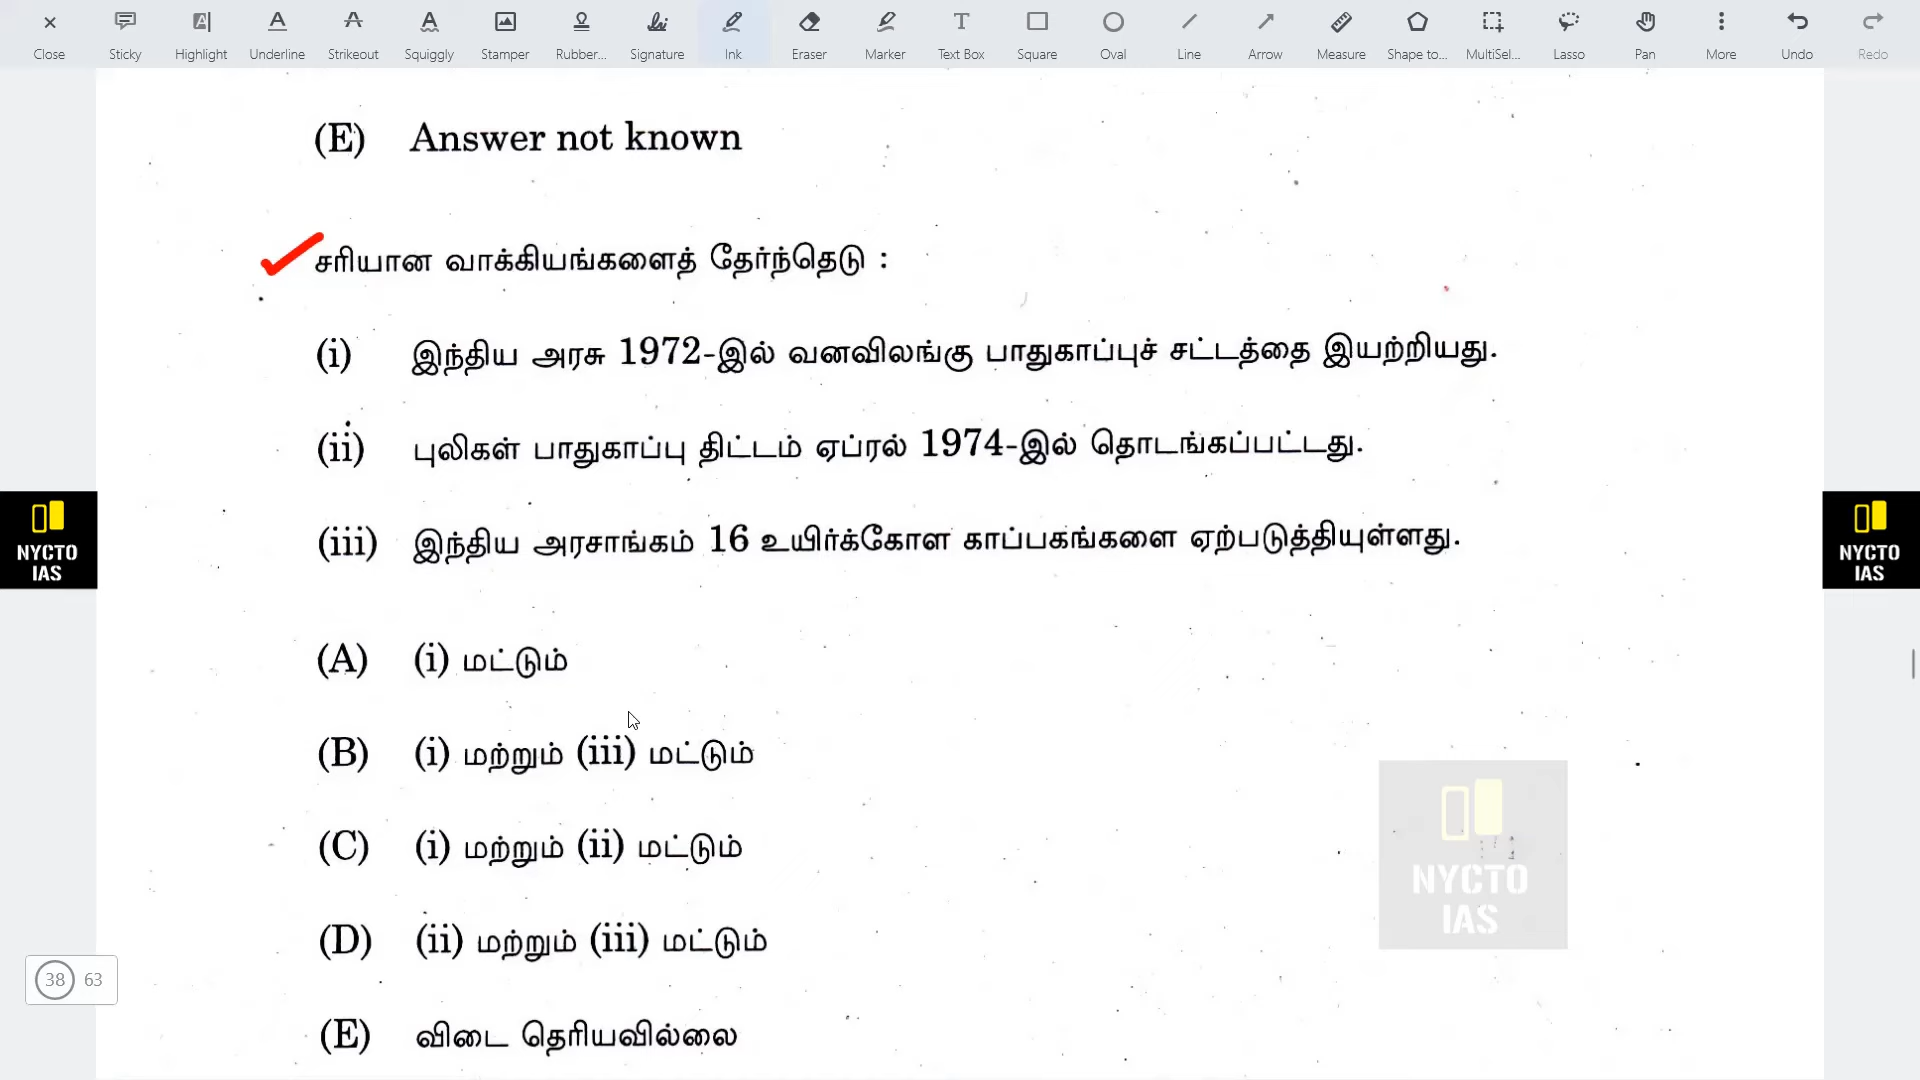 Close Sticky Highlight Underline Strikeout Squiggly Stamper Rubber... Signature Ink Eraser Marker Text Box Square Oval Line Arrow Measure Shape to... MultiSel... Lasso Pan More Undo Redo
(E) Answer not known
சரியான வாக்கியங்களைத் தேர்ந்தெடு :
(i) இந்திய அரசு 1972-இல் வனவிலங்கு பாதுகாப்புச் சட்டத்தை இயற்றியது.
(ii) புலிகள் பாதுகாப்பு திட்டம் ஏப்ரல் 1974-இல் தொடங்கப்பட்டது.
(iii) இந்திய அரசாங்கம் 16 உயிர்க்கோள காப்பகங்களை ஏற்படுத்தியுள்ளது.
NYCTO
IAS
NYCTO
IAS
(A) (i) மட்டும்
(B) (i) மற்றும் (iii) மட்டும்
(C) (i) மற்றும் (ii) மட்டும்
NYCTO
IAS
(D) (ii) மற்றும் (iii) மட்டும்
38 63
(E) விடை தெரியவில்லை